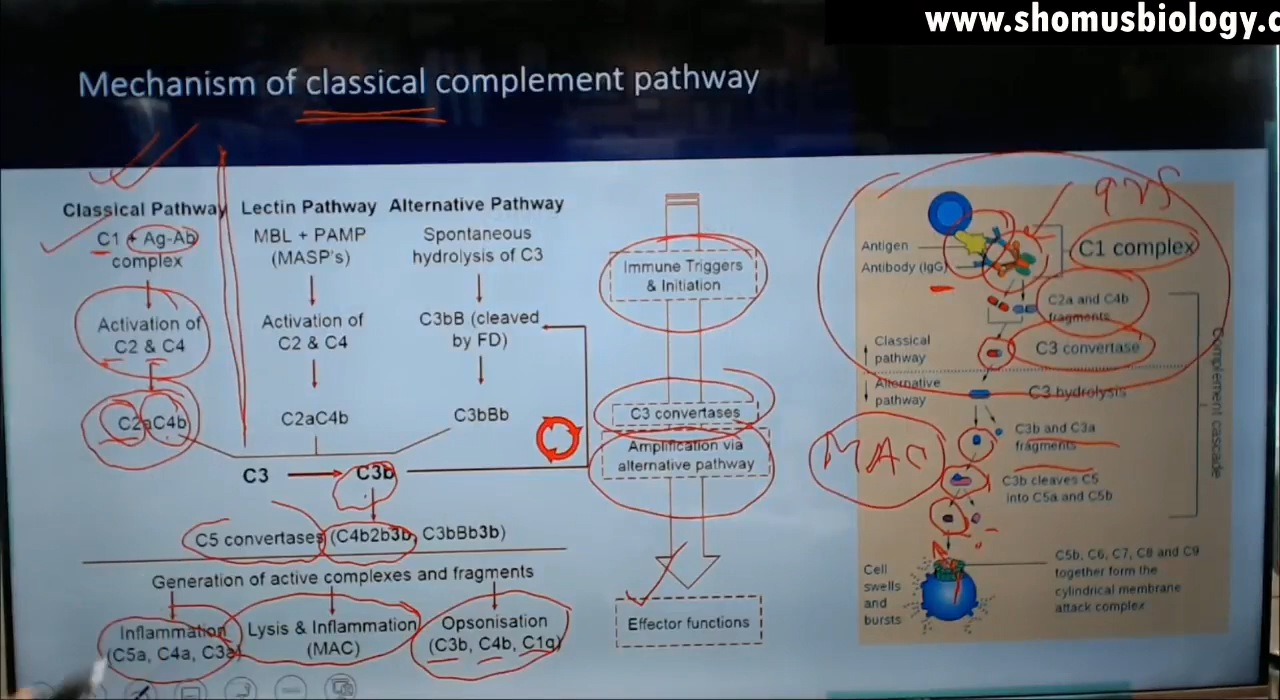 www.shomusbiology.c
Mechanism of classical complement pathway
Classical Pathway
C1 + Ag-Ab
complex
Activation of
C2 & C4
C2aC4b
Lectin Pathway
MBL + PAMP
(MASP's)
Activation of
C2 & C4
C2aC4b
Alternative Pathway
Spontaneous
hydrolysis of C3
C3bB (cleaved
by FD)
C3bBb
C3
C3b
C5 convertases (C4b2b3b, C3bBb3b)
Generation of active complexes and fragments
Inflammation
(C5a, C4a, C3a)
Lysis & Inflammation
(MAC)
Opsonisation
(C3b, C4b, C1q)
Immune Triggers
& Initiation
C3 convertases
Amplification via
alternative pathway
Effector functions
Antigen
Antibody (IgG)
C1 complex
C2a and C4b
fragments
C3 convertase
Classical
pathway
Alternative
pathway
C3 hydrolysis
C3b and C3a
fragments
C3b cleaves C5
into C5a and C5b
Complement cascade
MAC
Cell
swells
and
bursts
C5b, C6, C7, C8 and C9
together form the
cylindrical membrane
attack complex